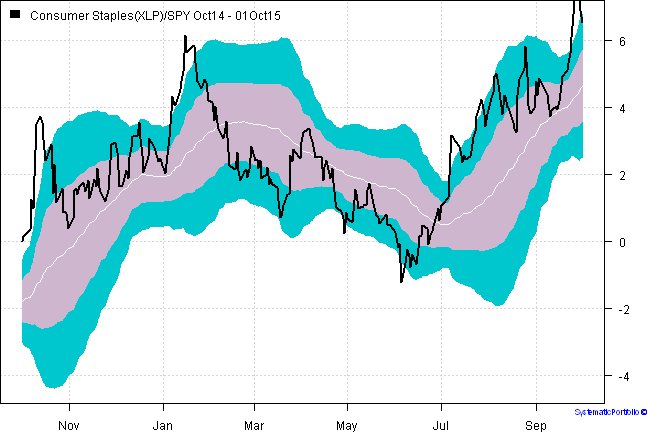 Consumer Staples(XLP)/SPY Oct14 - 01Oct15
6
4
2
0
-2
-4
Nov Jan Mar May Jul Sep
SystematicPortfolio ©